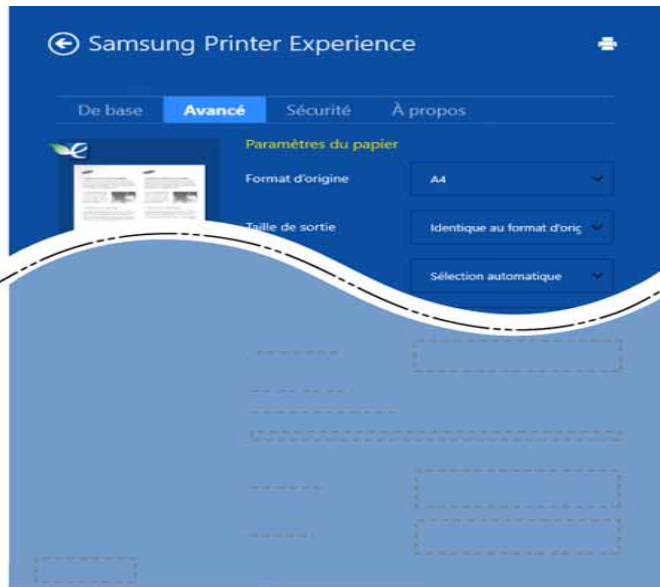 Samsung Printer Experience
De base Avancé Sécurité À propos
Paramètres du papier
Format d'origine A4
Taille de sortie Identique au format d'orig
Sélection automatique